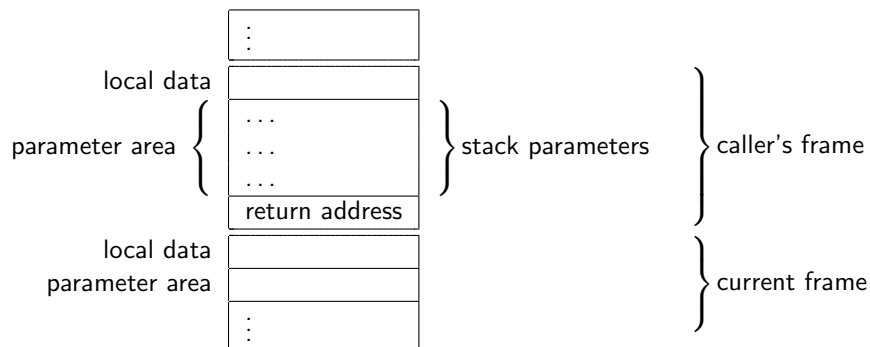 ⋮
local data
parameter area
. . .
. . .
. . .
stack parameters
caller's frame
return address
local data
parameter area
current frame
⋮